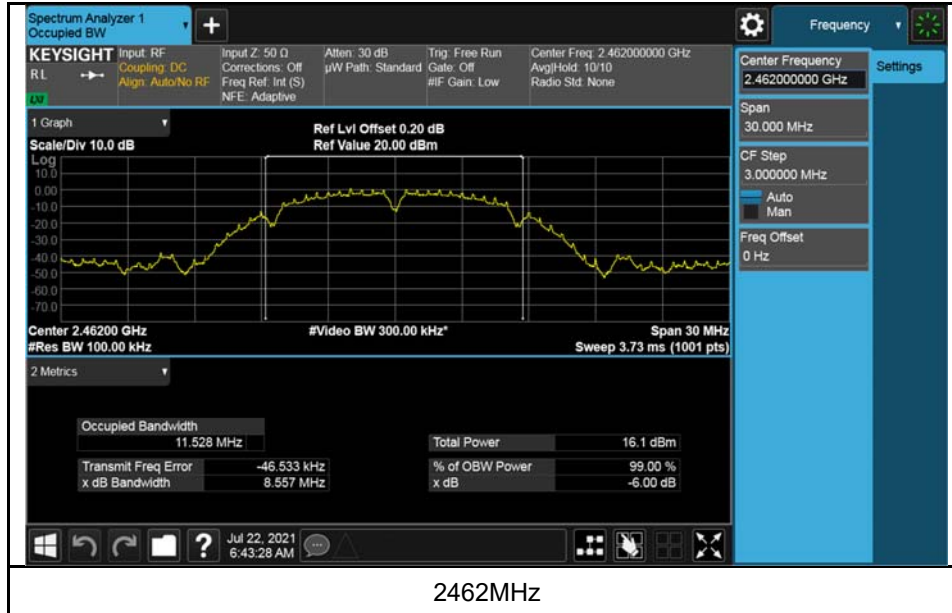 Spectrum Analyzer 1
Occupied BW
+
Frequency
KEYSIGHT
RL
LXI
Input: RF
Coupling: DC
Align: Auto/No RF
Input Z: 50 Ω
Corrections: Off
Freq Ref: Int (S)
NFE: Adaptive
Atten: 30 dB
µW Path: Standard
Trig: Free Run
Gate: Off
#IF Gain: Low
Center Freq: 2.462000000 GHz
Avg|Hold: 10/10
Radio Std: None
Center Frequency
2.462000000 GHz
Settings
Span
30.000 MHz
CF Step
3.000000 MHz
Auto
Man
Freq Offset
0 Hz
1 Graph
Scale/Div 10.0 dB
Ref Lvl Offset 0.20 dB
Ref Value 20.00 dBm
Log
10.0
0.00
-10.0
-20.0
-30.0
-40.0
-50.0
-60.0
-70.0
Center 2.46200 GHz
#Res BW 100.00 kHz
#Video BW 300.00 kHz*
Span 30 MHz
Sweep 3.73 ms (1001 pts)
2 Metrics
Occupied Bandwidth
11.528 MHz
Transmit Freq Error -46.533 kHz
x dB Bandwidth 8.557 MHz
Total Power 16.1 dBm
% of OBW Power 99.00 %
x dB -6.00 dB
?
Jul 22, 2021
6:43:28 AM
2462MHz